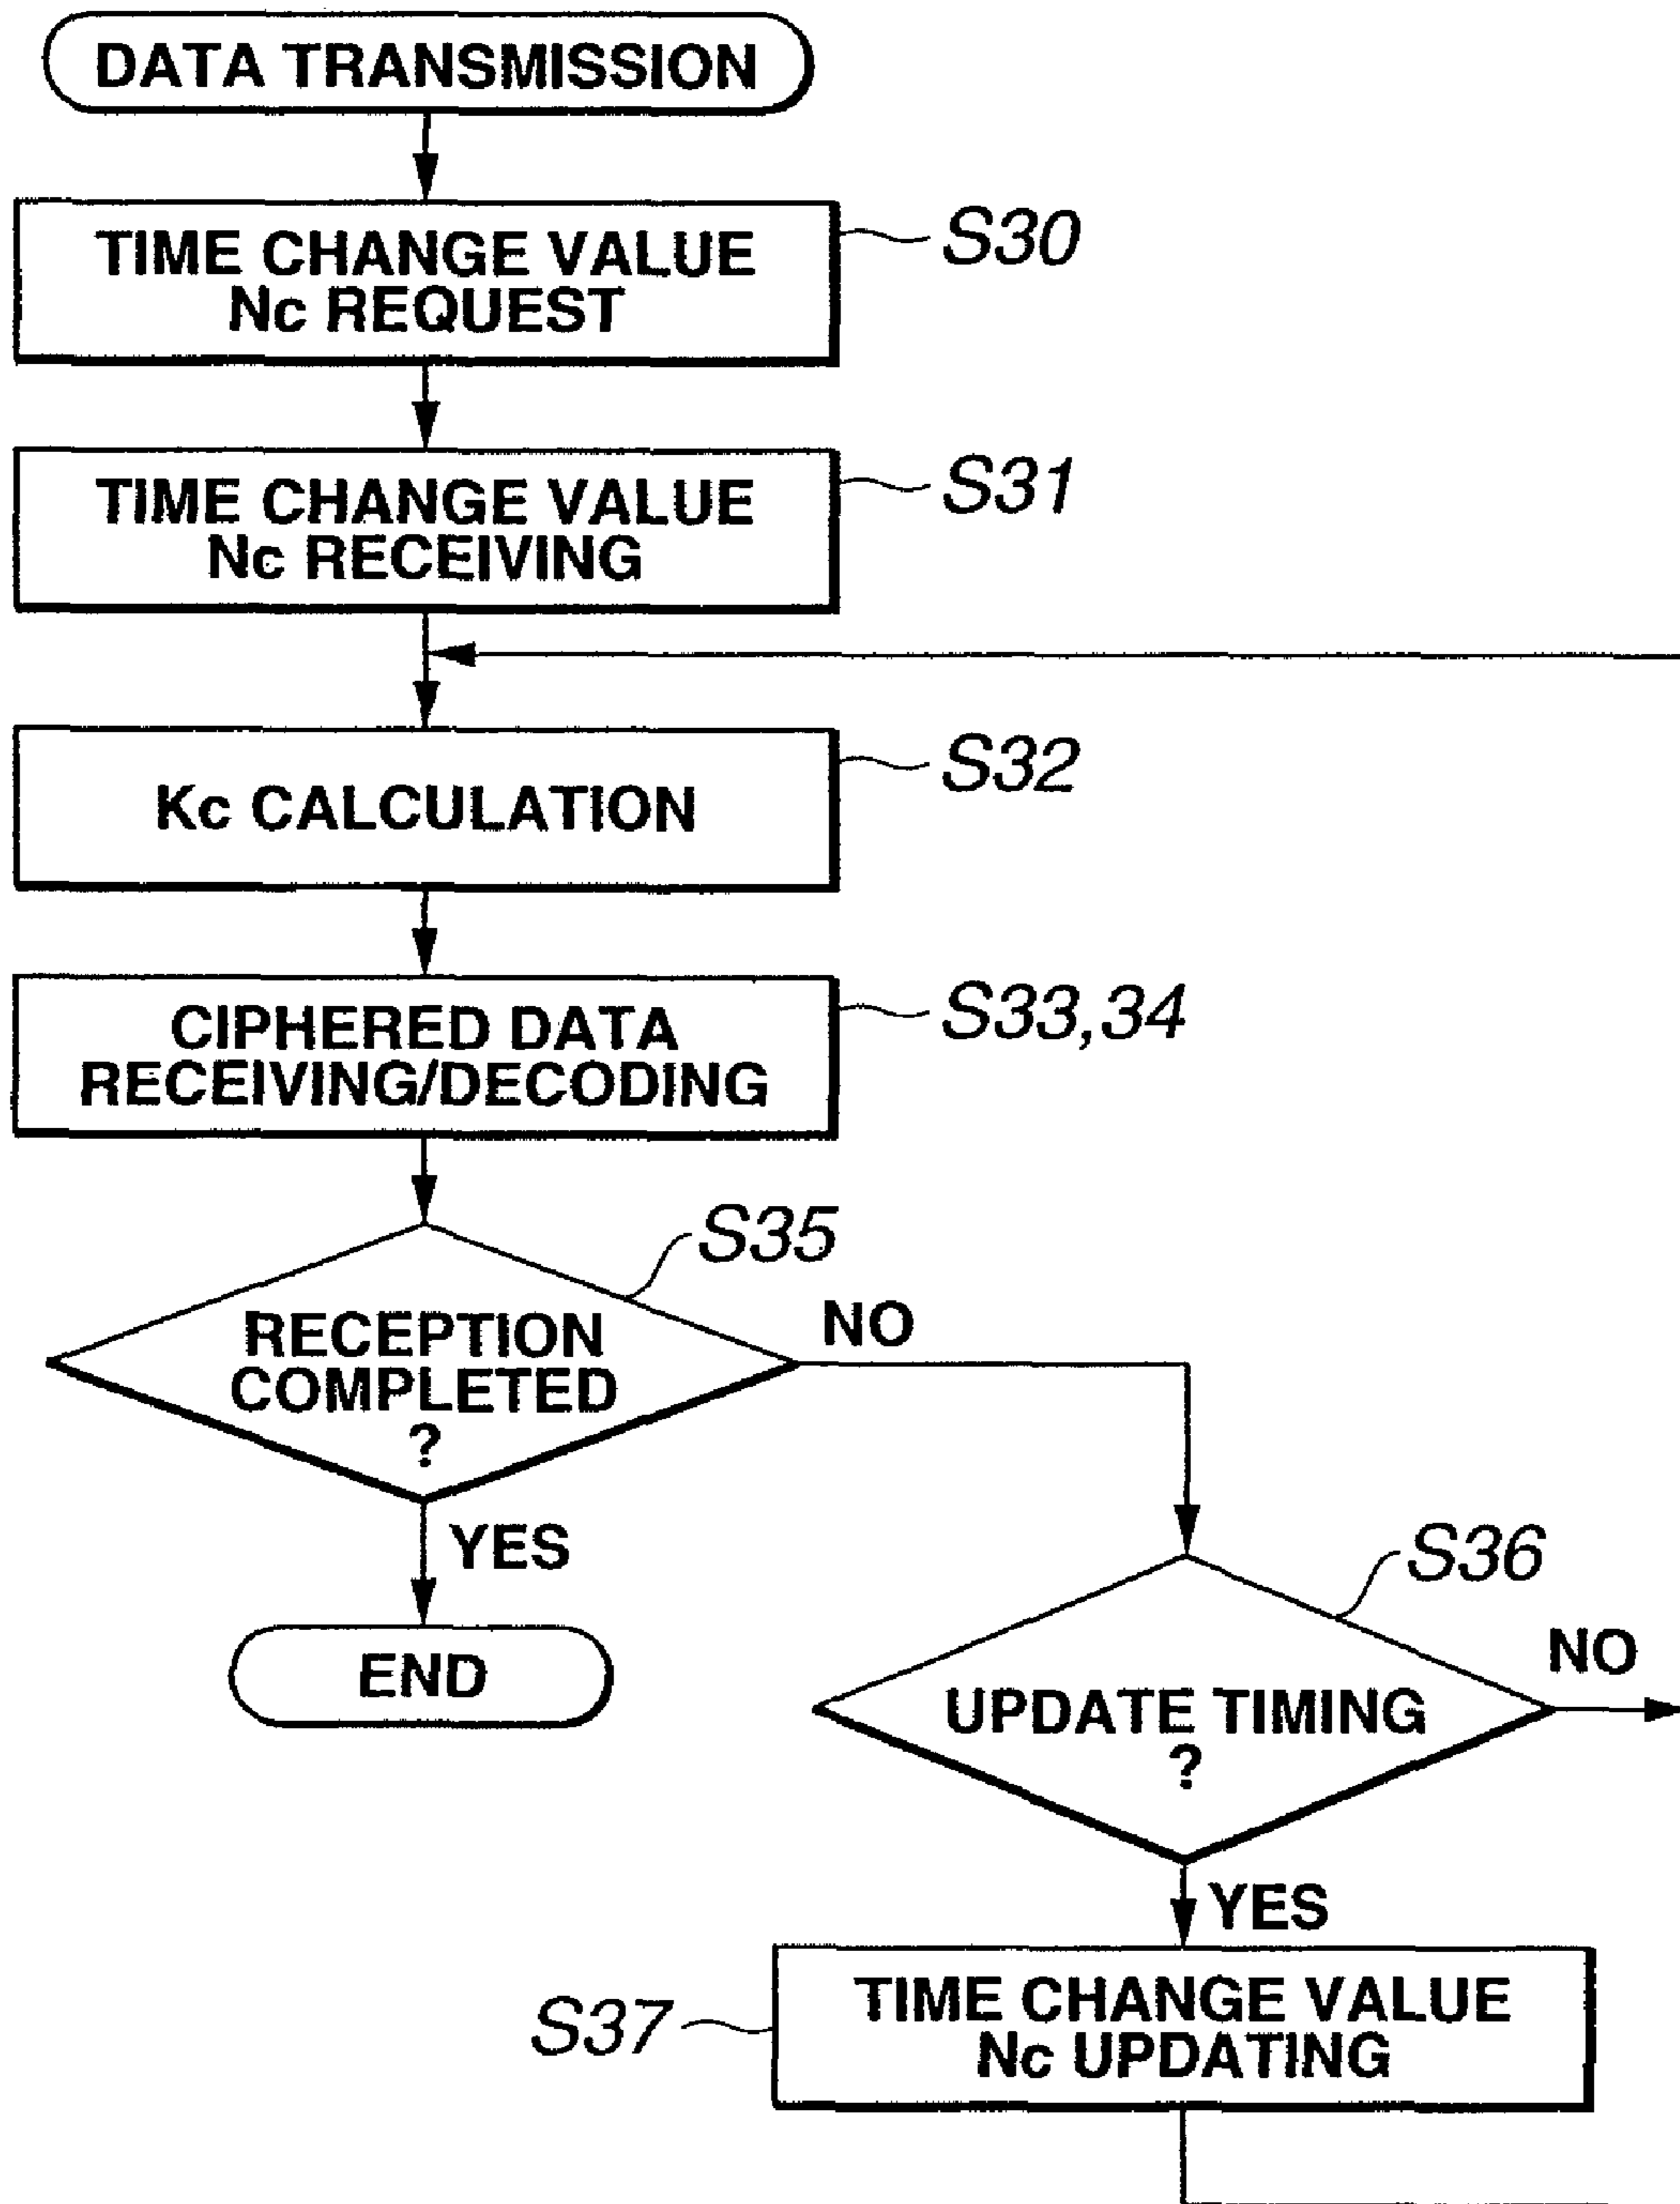 DATA TRANSMISSION
TIME CHANGE VALUE
Nc REQUEST
S30
TIME CHANGE VALUE
Nc RECEIVING
S31
Kc CALCULATION
S32
CIPHERED DATA
RECEIVING/DECODING
S33,34
RECEPTION
COMPLETED
?
S35
NO
YES
END
UPDATE TIMING
?
S36
NO
YES
TIME CHANGE VALUE
Nc UPDATING
S37